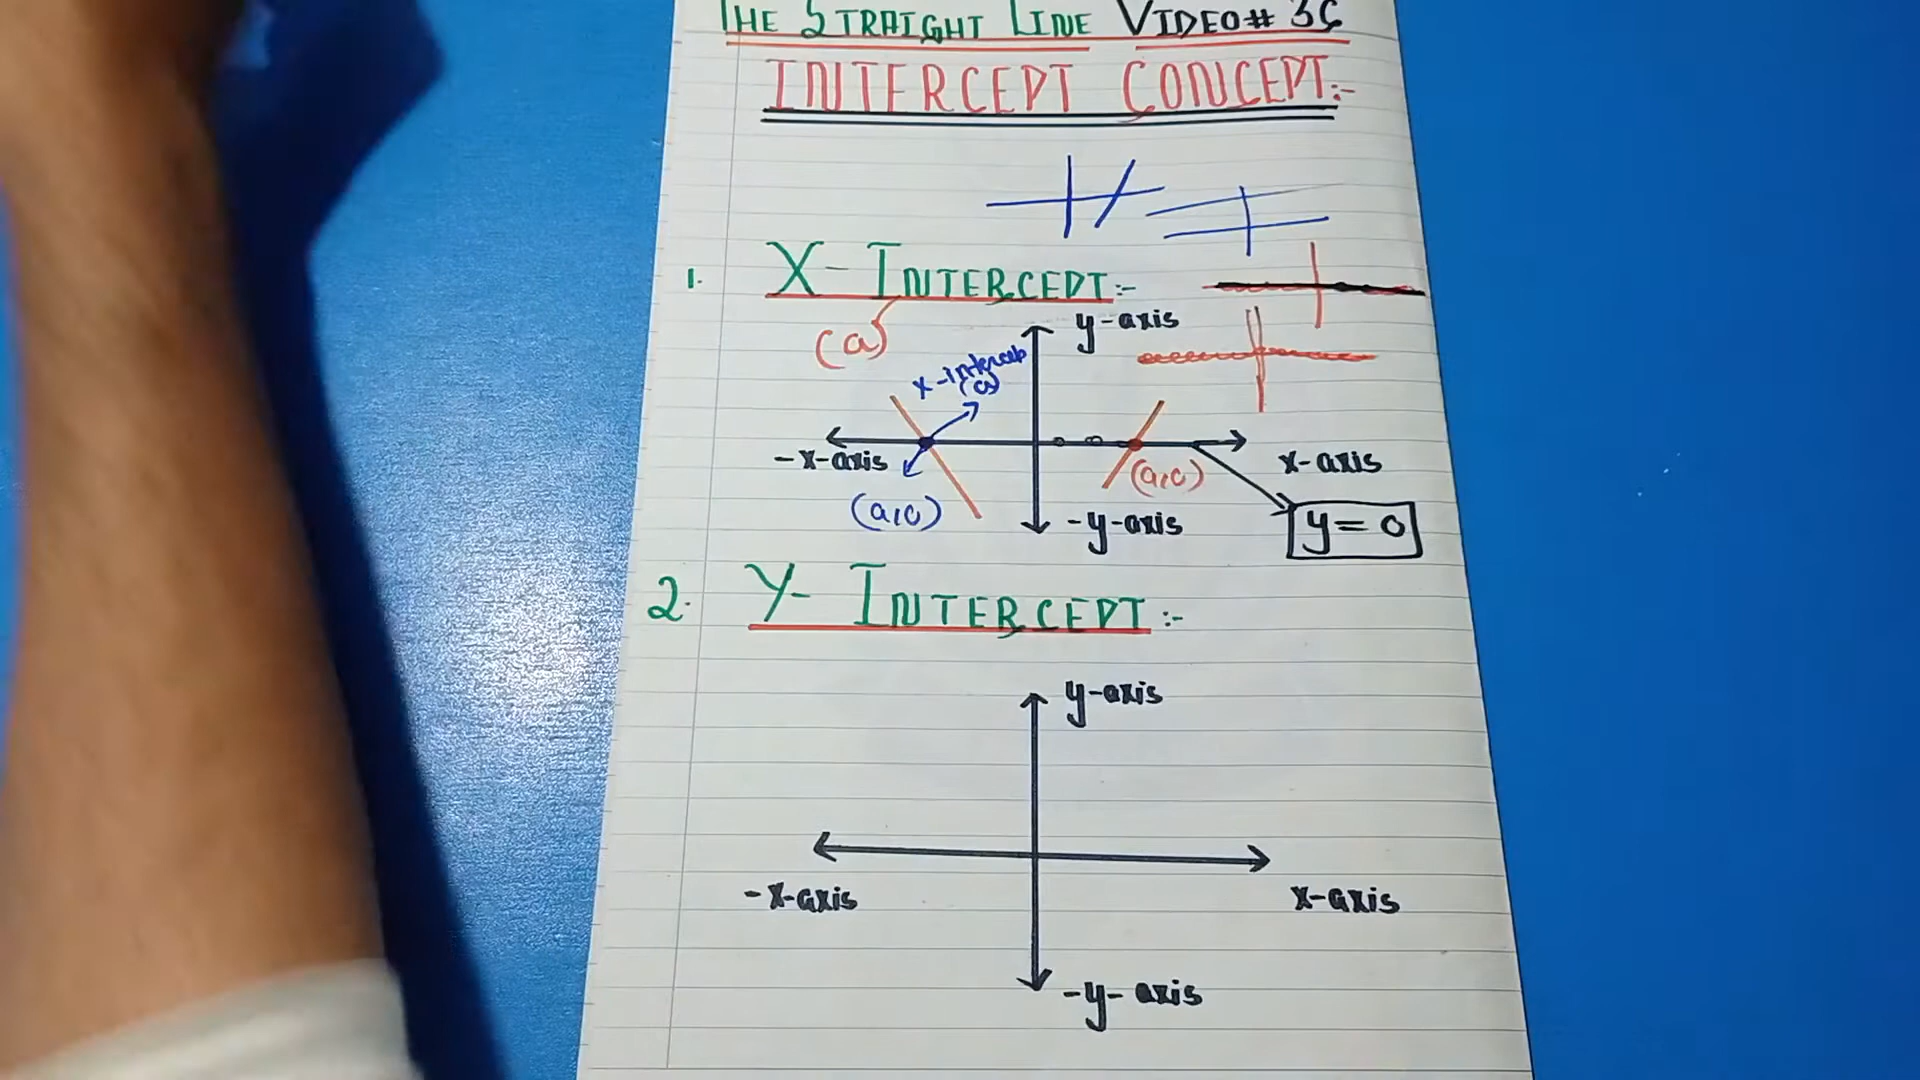 THE STRAIGHT LINE VIDEO# 3C
INTERCEPT CONCEPT:-
1. X-INTERCEPT:-
(a)
y-axis
x-intercep
(a)
-x-axis
x-axis
(a,0)
(a,0)
-y-axis
y=0
2. Y-INTERCEPT:-
y-axis
-x-axis
x-axis
-y-axis